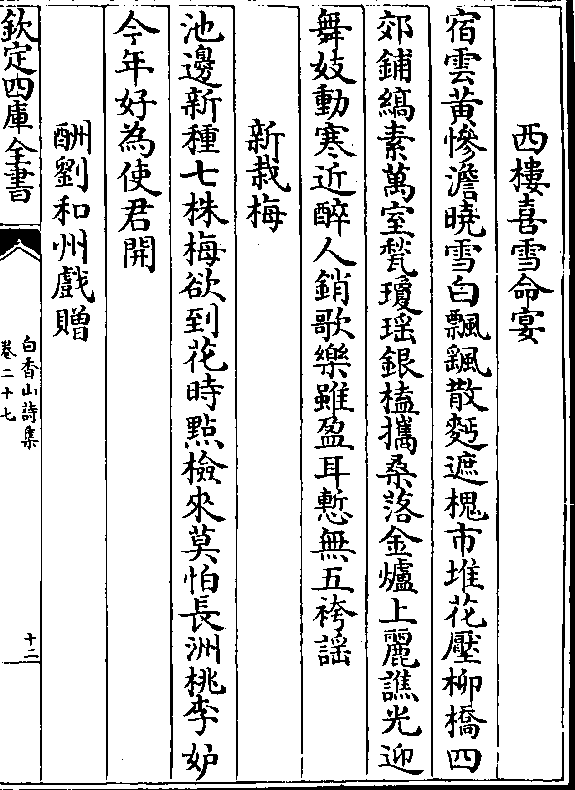 西樓喜雪命宴
宿雲黄慘澹曉雪白飄颻散麪遮槐市堆花壓柳橋四
郊鋪縞素萬室甃瓊瑶銀榼攜桑落金爐上麗譙光迎
舞妓動寒近醉人銷歌樂雖盈耳慙無五袴謡
新栽梅
池邊新種七株梅欲到花時點檢來莫怕長洲桃李妒
今年好為使君開
酬劉和州戲贈
欽定四庫全書
白香山詩集
卷二十七
十二